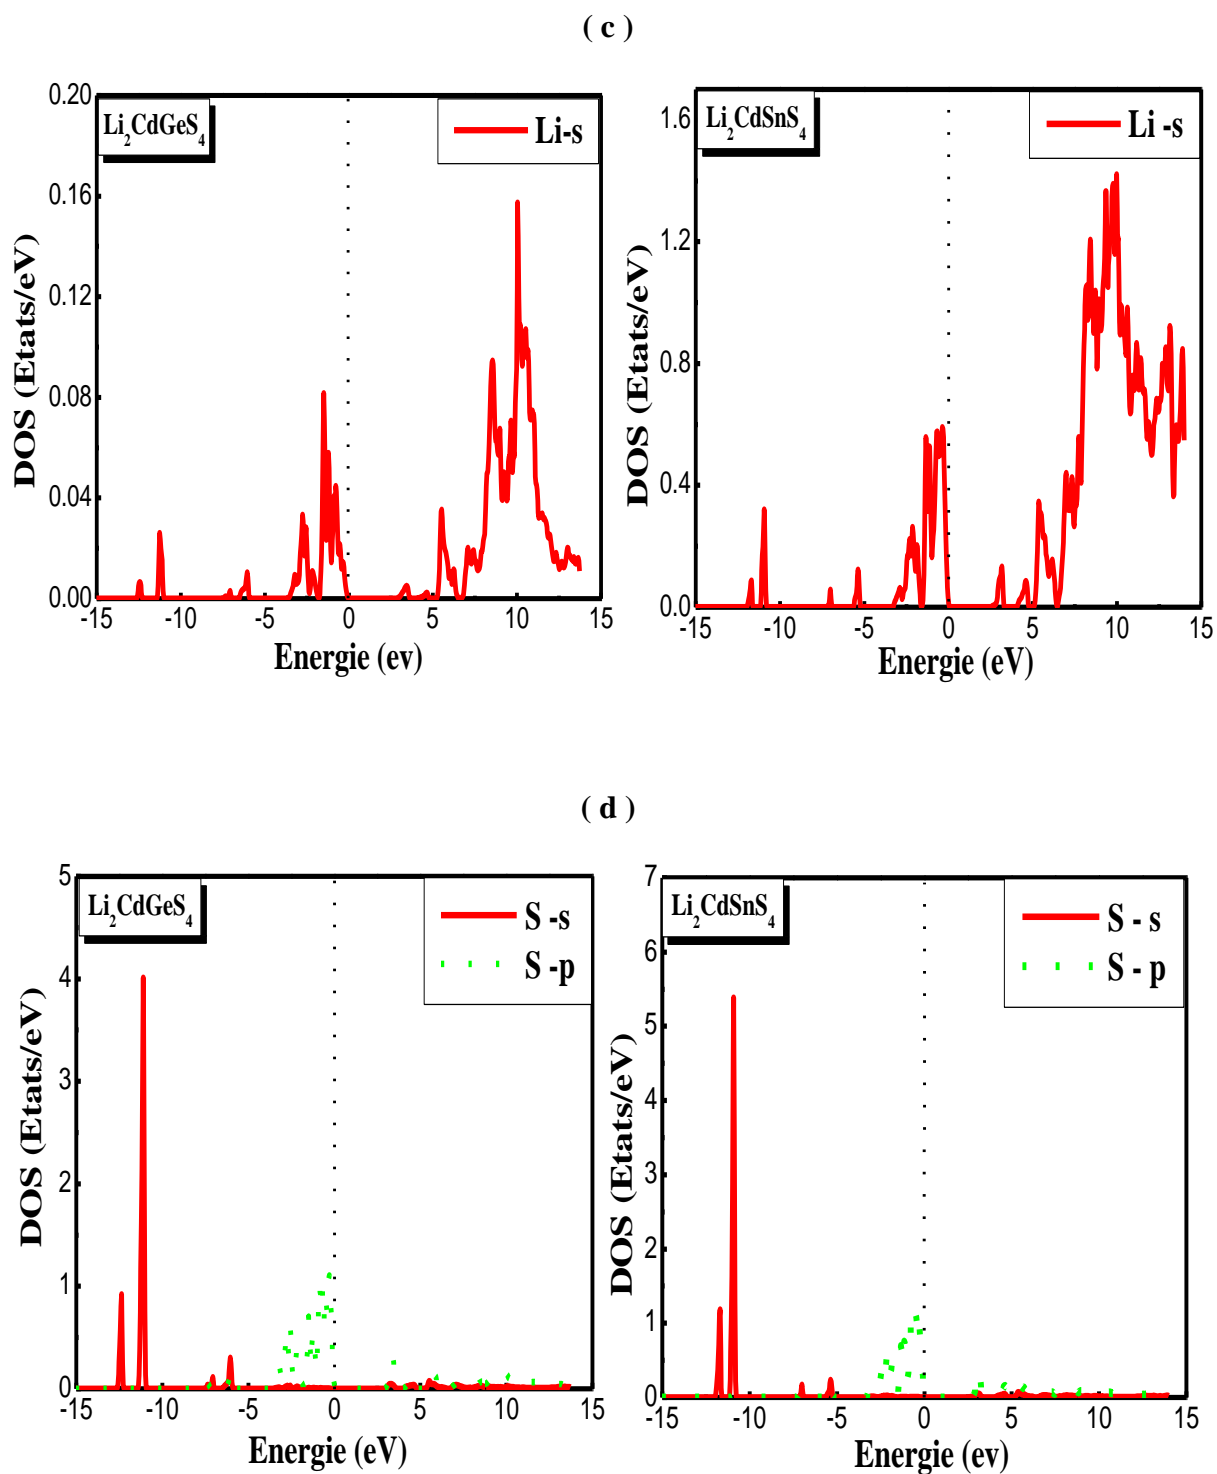 ( c )
Li2CdGeS4
Li-s
0.20
0.16
0.12
0.08
0.04
0.00
DOS (Etats/eV)
-15 -10 -5 0 5 10 15
Energie (ev)
Li2CdSnS4
Li -s
1.6
1.2
0.8
0.4
0.0
DOS (Etats/eV)
-15 -10 -5 0 5 10 15
Energie (eV)
( d )
Li2CdGeS4
S -s
S -p
5
4
3
2
1
0
DOS (Etats/eV)
-15 -10 -5 0 5 10 15
Energie (eV)
Li2CdSnS4
S - s
S - p
7
6
5
4
3
2
1
0
DOS (Etats/eV)
-15 -10 -5 0 5 10 15
Energie (ev)